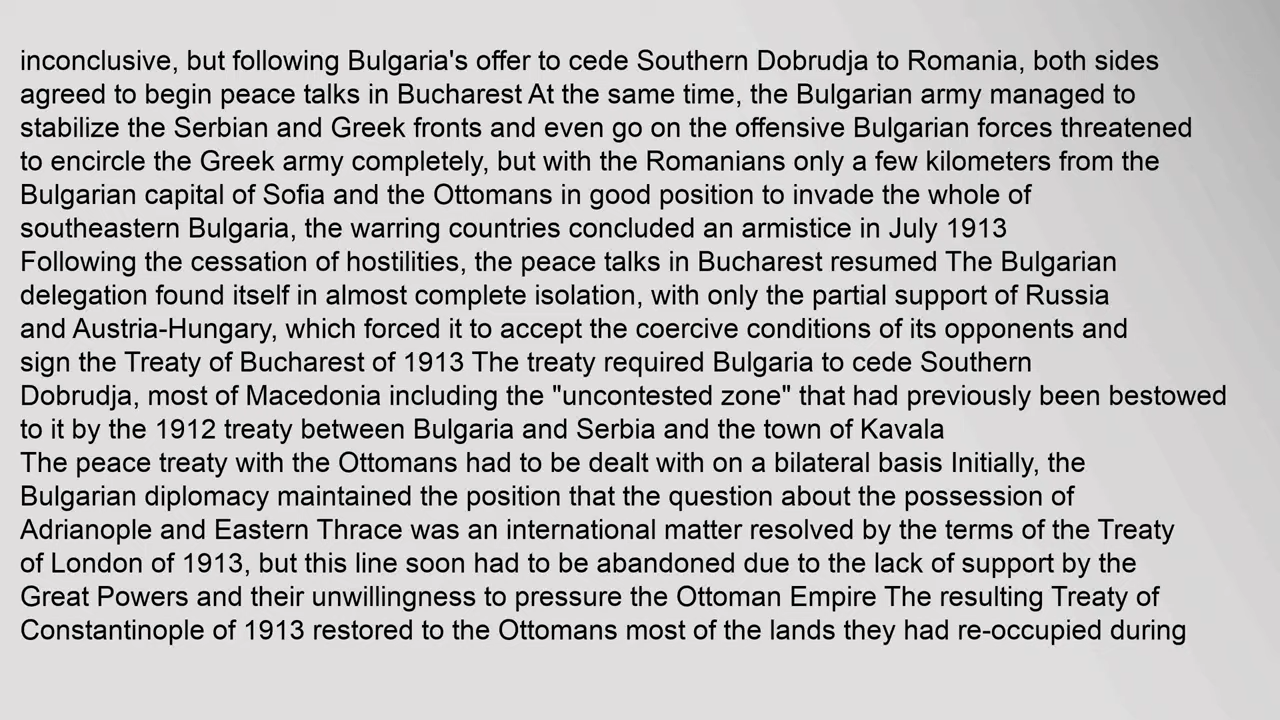 inconclusive, but following Bulgaria's offer to cede Southern Dobrudja to Romania, both sides
agreed to begin peace talks in Bucharest At the same time, the Bulgarian army managed to
stabilize the Serbian and Greek fronts and even go on the offensive Bulgarian forces threatened
to encircle the Greek army completely, but with the Romanians only a few kilometers from the
Bulgarian capital of Sofia and the Ottomans in good position to invade the whole of
southeastern Bulgaria, the warring countries concluded an armistice in July 1913
Following the cessation of hostilities, the peace talks in Bucharest resumed The Bulgarian
delegation found itself in almost complete isolation, with only the partial support of Russia
and Austria-Hungary, which forced it to accept the coercive conditions of its opponents and
sign the Treaty of Bucharest of 1913 The treaty required Bulgaria to cede Southern
Dobrudja, most of Macedonia including the "uncontested zone" that had previously been bestowed
to it by the 1912 treaty between Bulgaria and Serbia and the town of Kavala
The peace treaty with the Ottomans had to be dealt with on a bilateral basis Initially, the
Bulgarian diplomacy maintained the position that the question about the possession of
Adrianople and Eastern Thrace was an international matter resolved by the terms of the Treaty
of London of 1913, but this line soon had to be abandoned due to the lack of support by the
Great Powers and their unwillingness to pressure the Ottoman Empire The resulting Treaty of
Constantinople of 1913 restored to the Ottomans most of the lands they had re-occupied during